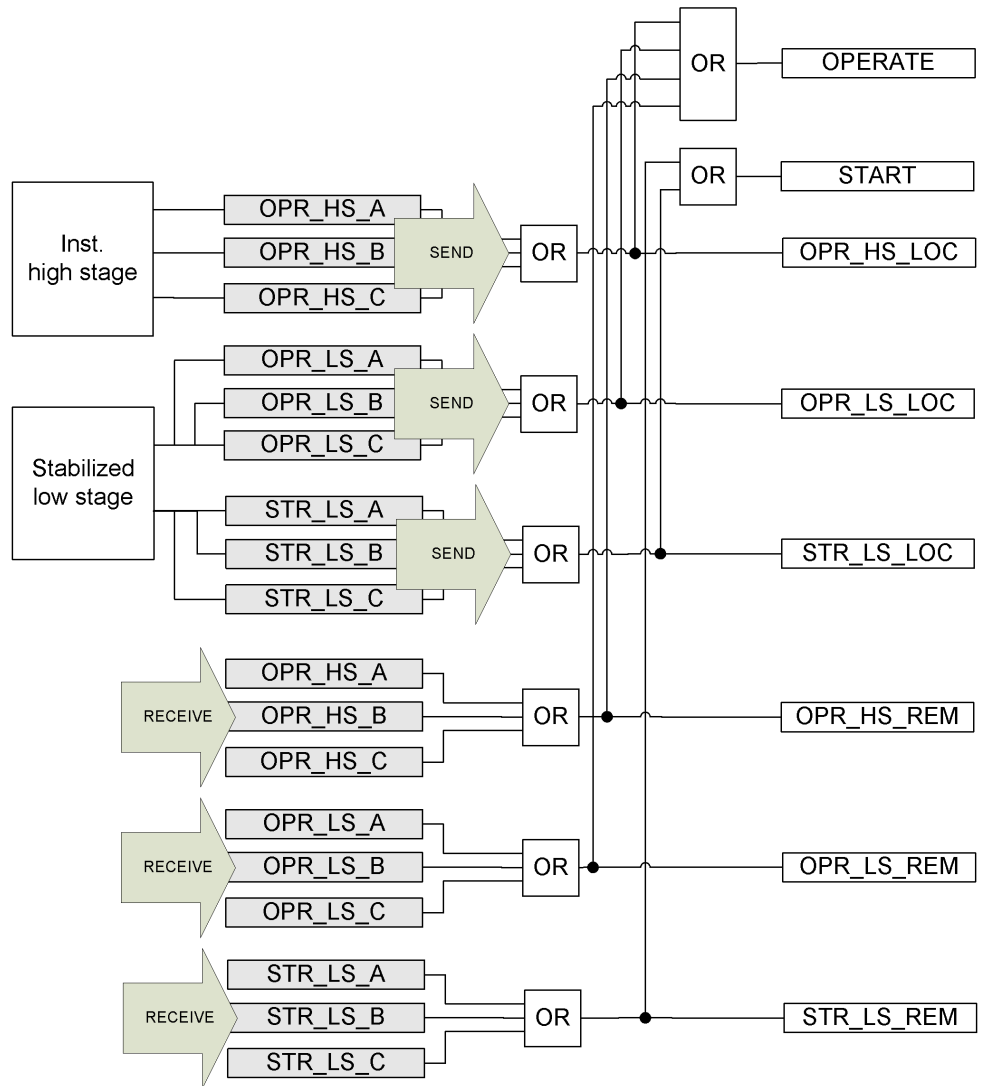 OR
OPERATE
OR
START
Inst.
high stage
OPR_HS_A
OPR_HS_B
OPR_HS_C
SEND
OR
OPR_HS_LOC
Stabilized
low stage
OPR_LS_A
OPR_LS_B
OPR_LS_C
SEND
OR
OPR_LS_LOC
STR_LS_A
STR_LS_B
STR_LS_C
SEND
OR
STR_LS_LOC
RECEIVE
OPR_HS_A
OPR_HS_B
OPR_HS_C
OR
OPR_HS_REM
RECEIVE
OPR_LS_A
OPR_LS_B
OPR_LS_C
OR
OPR_LS_REM
RECEIVE
STR_LS_A
STR_LS_B
STR_LS_C
OR
STR_LS_REM